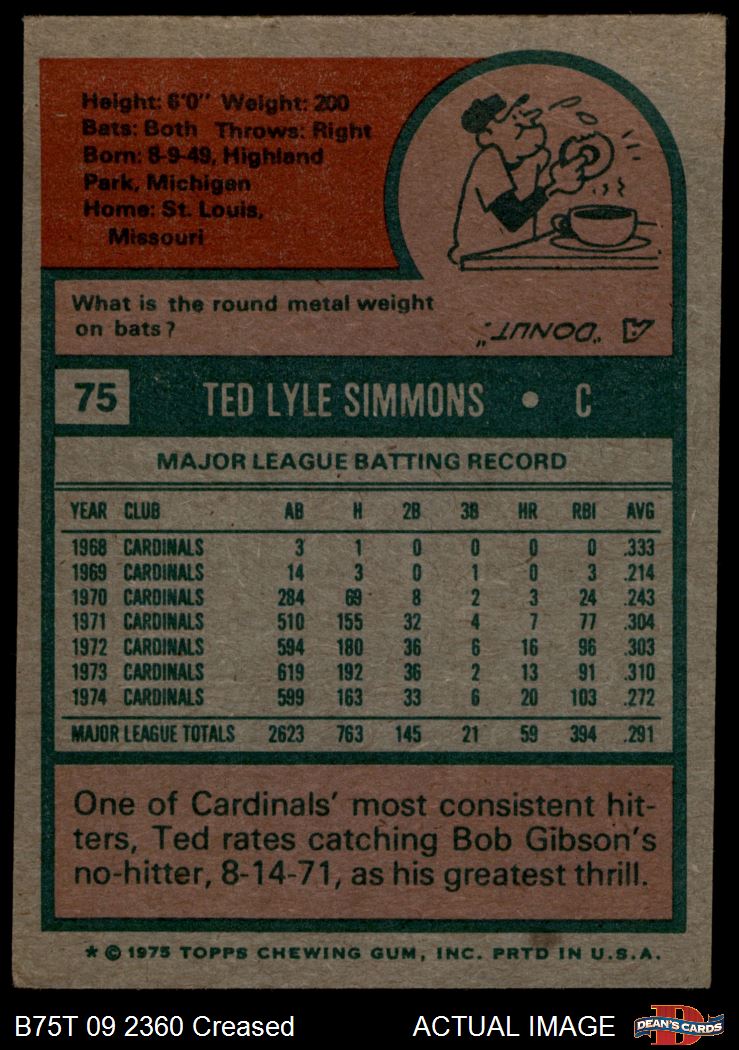 Height: 6'0" Weight: 200
Bats: Both Throws: Right
Born: 8-9-49, Highland
Park, Michigan
Home: St. Louis,
Missouri
What is the round metal weight
on bats?
A "DONUT."
75 TED LYLE SIMMONS • C
MAJOR LEAGUE BATTING RECORD
YEAR CLUB AB H 2B 3B HR RBI AVG
1968 CARDINALS 3 1 0 0 0 0 .333
1969 CARDINALS 14 3 0 1 0 3 .214
1970 CARDINALS 284 69 8 2 3 24 .243
1971 CARDINALS 510 155 32 4 7 77 .304
1972 CARDINALS 594 180 36 6 16 96 .303
1973 CARDINALS 619 192 36 2 13 91 .310
1974 CARDINALS 599 163 33 6 20 103 .272
MAJOR LEAGUE TOTALS 2623 763 145 21 59 394 .291
One of Cardinals' most consistent hit-
ters, Ted rates catching Bob Gibson's
no-hitter, 8-14-71, as his greatest thrill.
* © 1975 TOPPS CHEWING GUM, INC. PRTD IN U.S.A.
B75T 09 2360 Creased ACTUAL IMAGE
D
DEAN'S CARDS